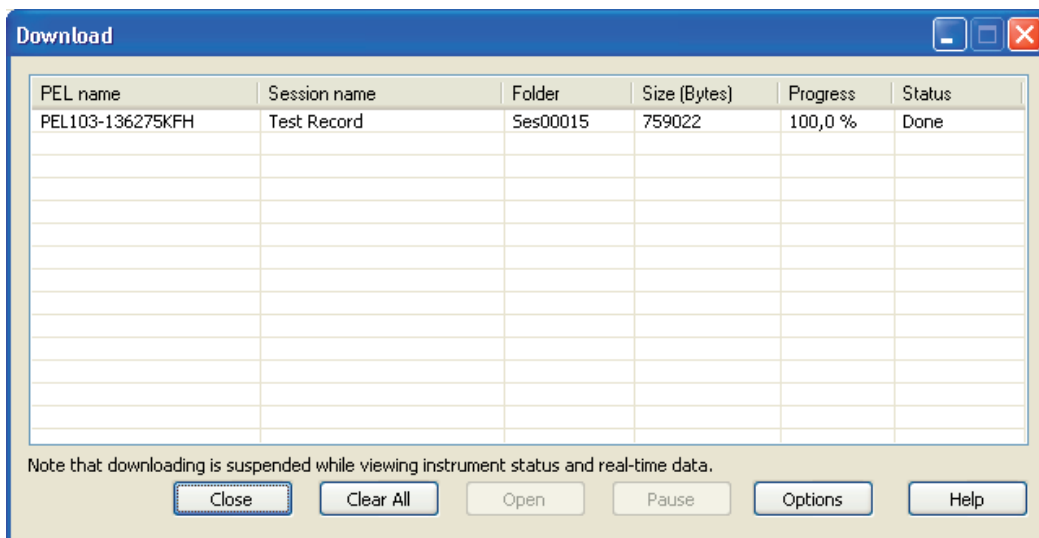 Download
PEL name Session name Folder Size (Bytes) Progress Status
PEL103-136275KFH Test Record Ses00015 759022 100,0 % Done
Note that downloading is suspended while viewing instrument status and real-time data.
Close Clear All Open Pause Options Help